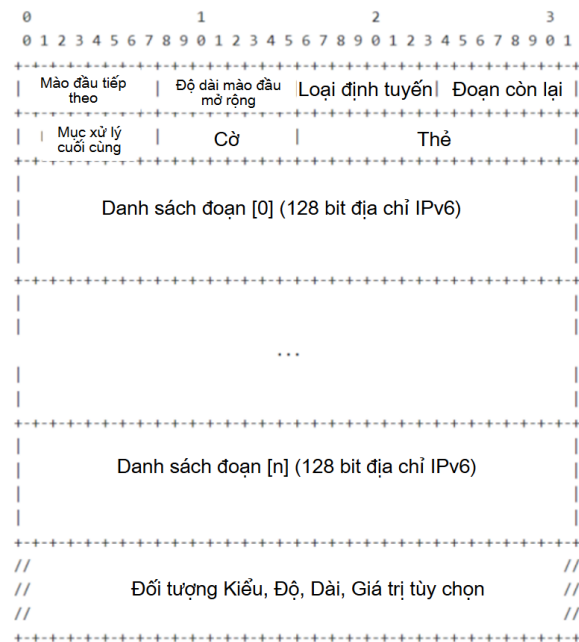 0 1 2 3
0 1 2 3 4 5 6 7 8 9 0 1 2 3 4 5 6 7 8 9 0 1 2 3 4 5 6 7 8 9 0 1
Mào đầu tiếp theo | Độ dài mào đầu mở rộng | Loại định tuyến | Đoạn còn lại
Mục xử lý cuối cùng | Cờ | Thẻ
Danh sách đoạn [0] (128 bit địa chỉ IPv6)
...
Danh sách đoạn [n] (128 bit địa chỉ IPv6)
// //
// Đối tượng Kiểu, Độ, Dài, Giá trị tùy chọn //
// //